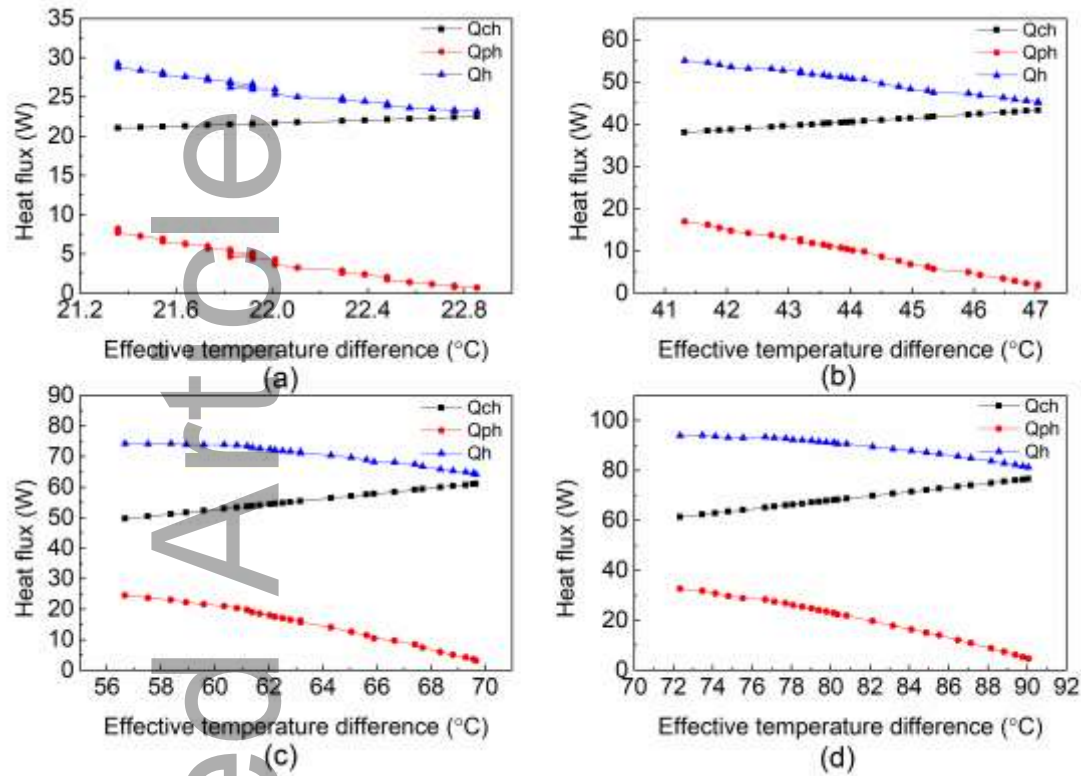 35
30
25
20
15
10
5
0
Heat flux (W)
Qch
Qph
Qh
21.2 21.6 22.0 22.4 22.8
Effective temperature difference (°C)
(a)
60
50
40
30
20
10
0
Heat flux (W)
Qch
Qph
Qh
41 42 43 44 45 46 47
Effective temperature difference (°C)
(b)
90
80
70
60
50
40
30
20
10
0
Heat flux (W)
Qch
Qph
Qh
56 58 60 62 64 66 68 70
Effective temperature difference (°C)
(c)
100
80
60
40
20
0
Heat flux (W)
Qch
Qph
Qh
70 72 74 76 78 80 82 84 86 88 90 92
Effective temperature difference (°C)
(d)
ed Article